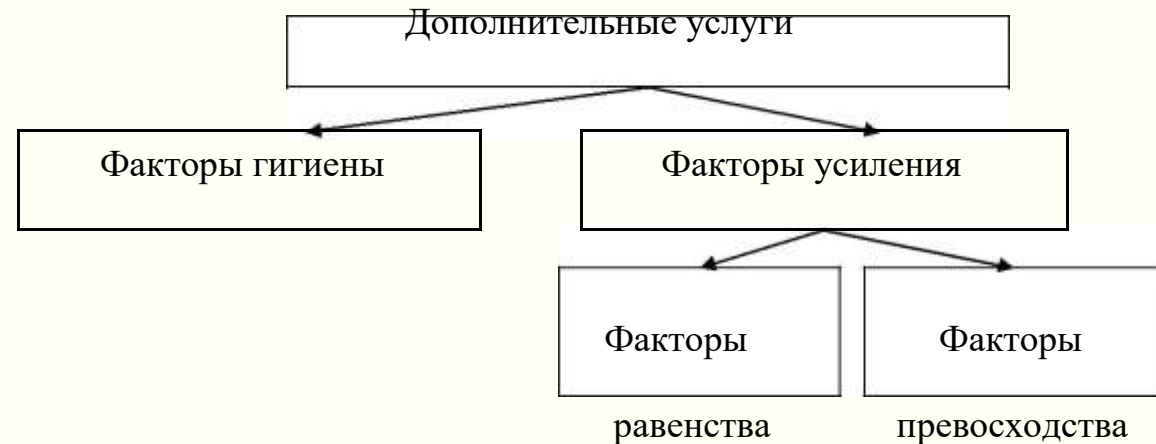 Дополнительные услуги
Факторы гигиены
Факторы усиления
Факторы
равенства
Факторы
превосходства